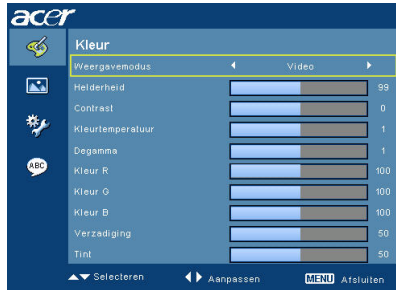 acer
Kleur
Weergavemodus Video
Helderheid 99
Contrast 0
Kleurtemperatuur 1
Degamma 1
Kleur R 100
Kleur G 100
Kleur B 100
Verzadiging 50
Tint 50
ABC
Selecteren Aanpassen MENU Afsluiten